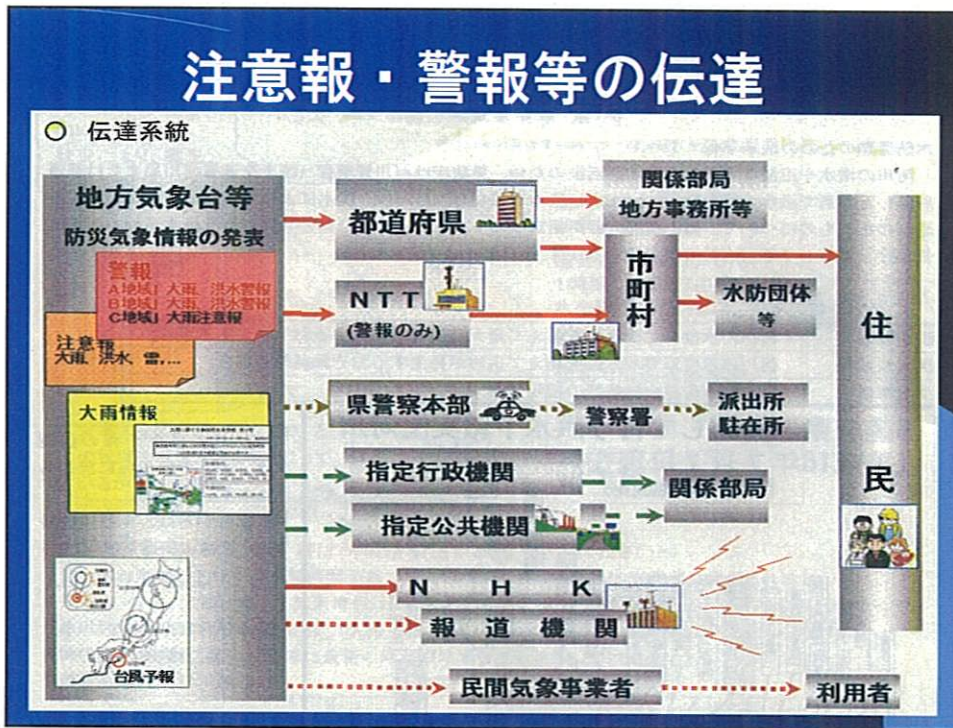 注意報・警報等の伝達
○ 伝達系統
地方気象台等
防災気象情報の発表
警報
A地域」大雨、洪水警報
B地域」大雨、洪水警報
C地域」大雨注意報
注意報
大雨、洪水、雷,...
大雨情報
台風予報
都道府県
関係部局
地方事務所等
NTT
(警報のみ)
市町村
水防団体
等
県警察本部
警察署
派出所
駐在所
指定行政機関
指定公共機関
関係部局
NHK
報道機関
民間気象事業者
利用者
住民